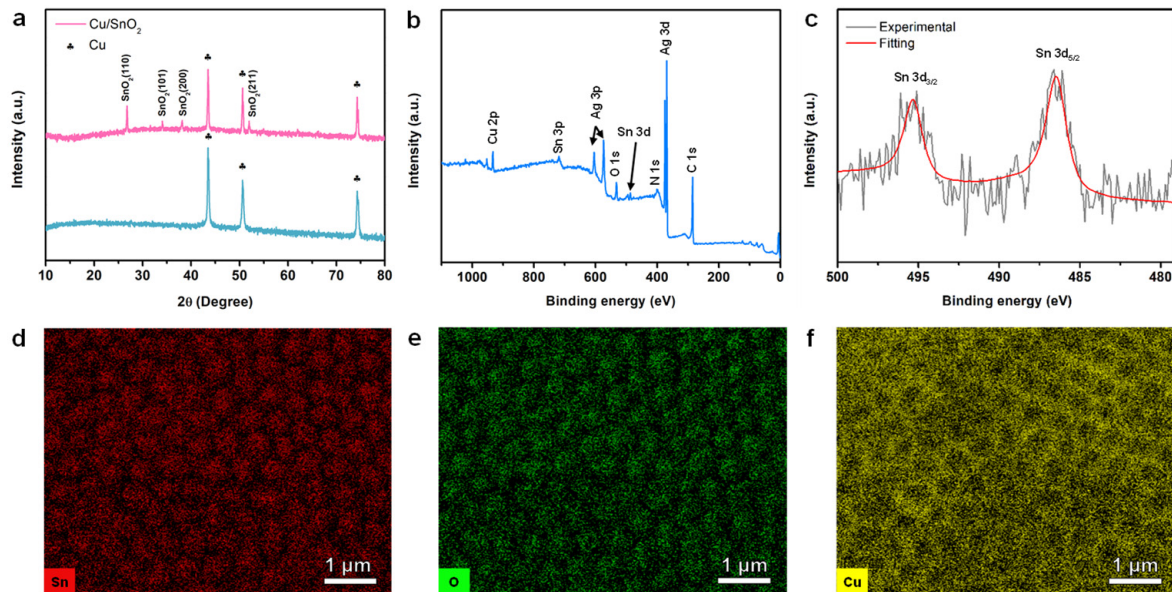 a
Intensity (a.u.)
Cu/SnO₂
♣ Cu
SnO₂(110)
SnO₂(101)
SnO₂(200)
♣
♣
SnO₂(211)
♣
♣
♣
♣
10 20 30 40 50 60 70 80
2θ (Degree)
b
Intensity (a.u.)
Cu 2p
Sn 3p
Ag 3p
O 1s
Sn 3d
N 1s
Ag 3d
C 1s
1000 800 600 400 200 0
Binding energy (eV)
c
Intensity (a.u.)
Experimental
Fitting
Sn 3d₃/₂
Sn 3d₅/₂
500 495 490 485 480
Binding energy (eV)
d
Sn
1 μm
e
O
1 μm
f
Cu
1 μm